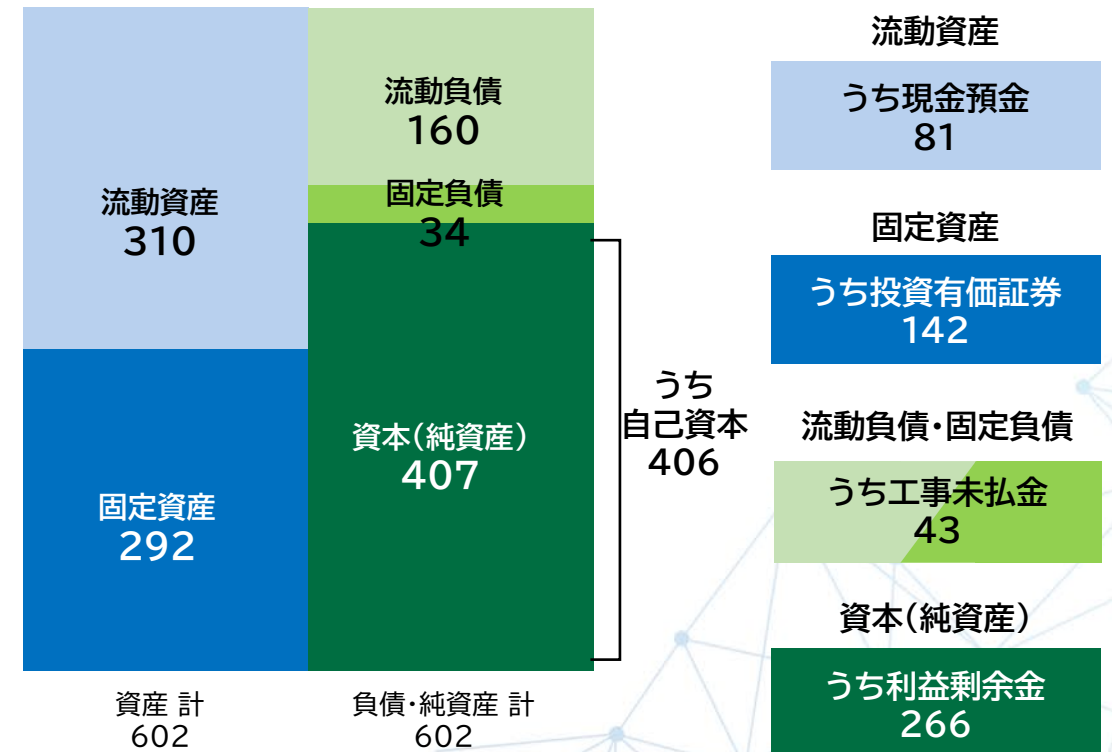 流動資産
310
固定資産
292
資産 計
602
流動負債
160
固定負債
34
資本(純資産)
407
負債・純資産 計
602
うち
自己資本
406
流動資産
うち現金預金
81
固定資産
うち投資有価証券
142
流動負債・固定負債
うち工事未払金
43
資本(純資産)
うち利益剰余金
266